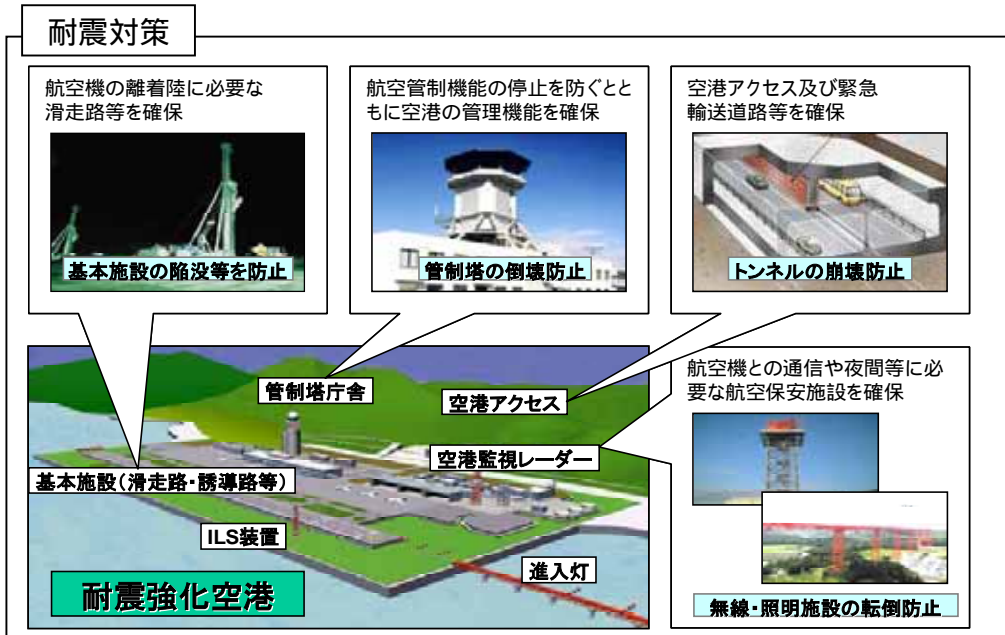 耐震対策
航空機の離着陸に必要な
滑走路等を確保
基本施設の陥没等を防止
航空管制機能の停止を防ぐとと
もに空港の管理機能を確保
管制塔の倒壊防止
空港アクセス及び緊急
輸送道路等を確保
トンネルの崩壊防止
管制塔庁舎
空港アクセス
空港監視レーダー
基本施設(滑走路・誘導路等)
ILS装置
進入灯
耐震強化空港
航空機との通信や夜間等に必
要な航空保安施設を確保
無線・照明施設の転倒防止